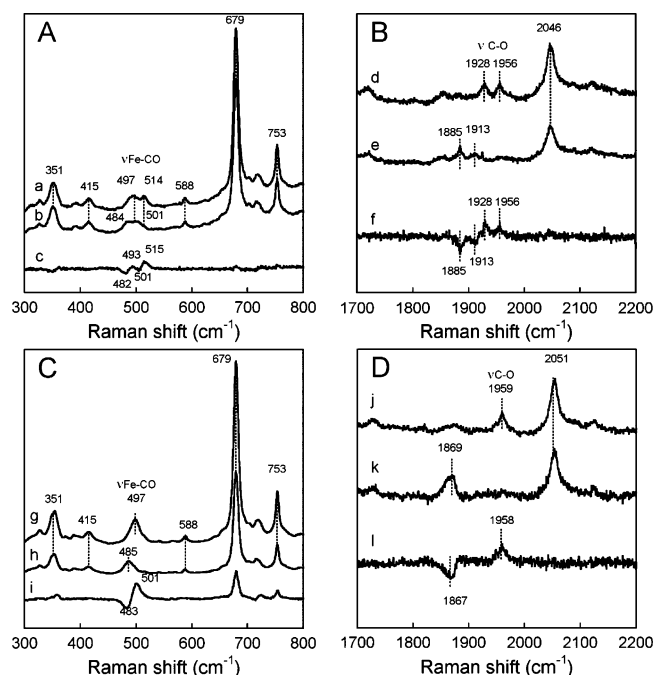 A
679
753
351
415
νFe-CO
497
514
588
a
b
484
501
c
493
515
482
501
300 400 500 600 700 800
Raman shift (cm-1)
B
2046
ν C-O
1928 1956
d
1885
1913
e
1928 1956
f
1885
1913
1700 1800 1900 2000 2100 2200
Raman shift (cm-1)
C
679
753
351
415
νFe-CO
497
588
g
h
485
501
i
483
300 400 500 600 700 800
Raman shift (cm-1)
D
2051
νC-O
1959
j
1869
k
1958
l
1867
1700 1800 1900 2000 2100 2200
Raman shift (cm-1)